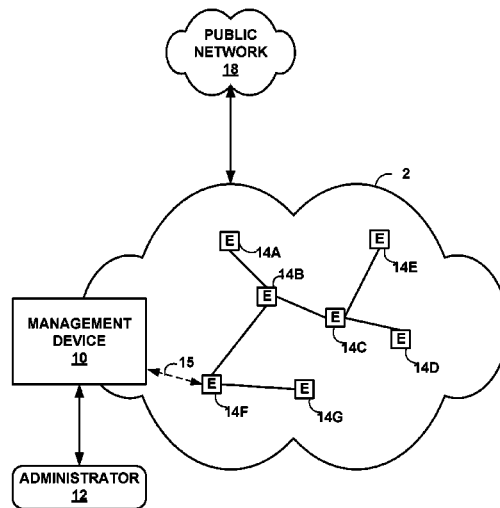 PUBLIC
NETWORK
18
2
E
14A
E
14E
E
14B
E
14C
E
14D
MANAGEMENT
DEVICE
10
15
E
14F
E
14G
ADMINISTRATOR
12